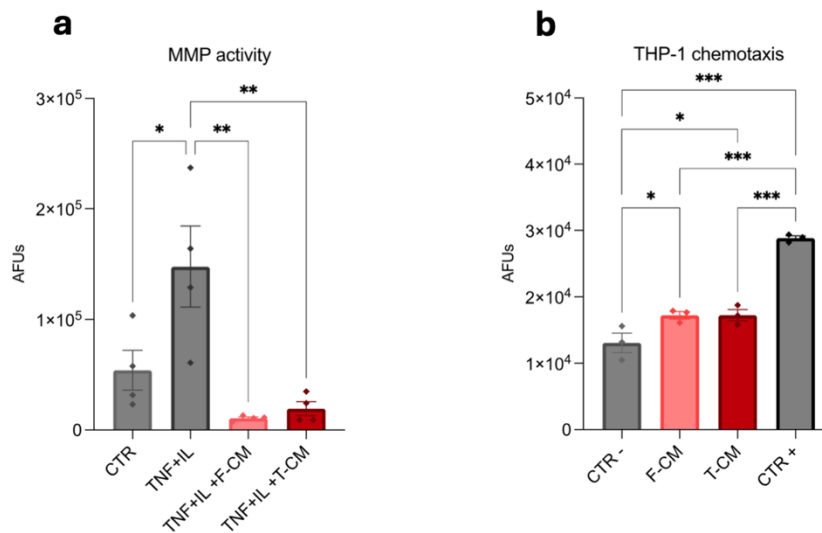 a
MMP activity
AFUs
3×10⁵
2×10⁵
1×10⁵
0
*
**
**
CTR
TNF+IL
TNF+IL +F-CM
TNF+IL +T-CM
b
THP-1 chemotaxis
AFUs
5×10⁴
4×10⁴
3×10⁴
2×10⁴
1×10⁴
0
***
*
***
*
***
CTR -
F-CM
T-CM
CTR +